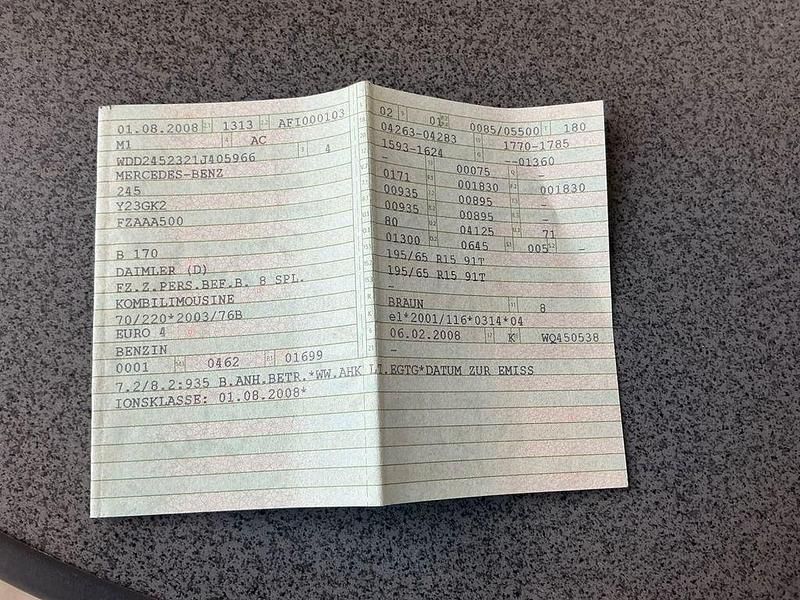 01.08.2008 1313 AFI000103
M1 AC
WDD2452321J405966 4
MERCEDES-BENZ
245
Y23GK2
FZAAA500
B 170
DAIMLER (D)
FZ.Z.PERS.BEF.B. 8 SPL.
KOMBILIMOUSINE
70/220*2003/76B
EURO 4
BENZIN
0001 0462 01699
02 01 0085/05500 180
04263-04283 1770-1785
1593-1624 --01360
- 00075 -
0171 001830 001830
00935 00895 -
00935 00895 -
80 04125 71
01300 0645 005 -
195/65 R15 91T
195/65 R15 91T
-
BRAUN 8
e1*2001/116*0314*04
06.02.2008 K WQ450538
-
7.2/8.2:935 B.ANH.BETR.*WW.AHK L1.EGTG*DATUM ZUR EMISS
IONSKLASSE: 01.08.2008*